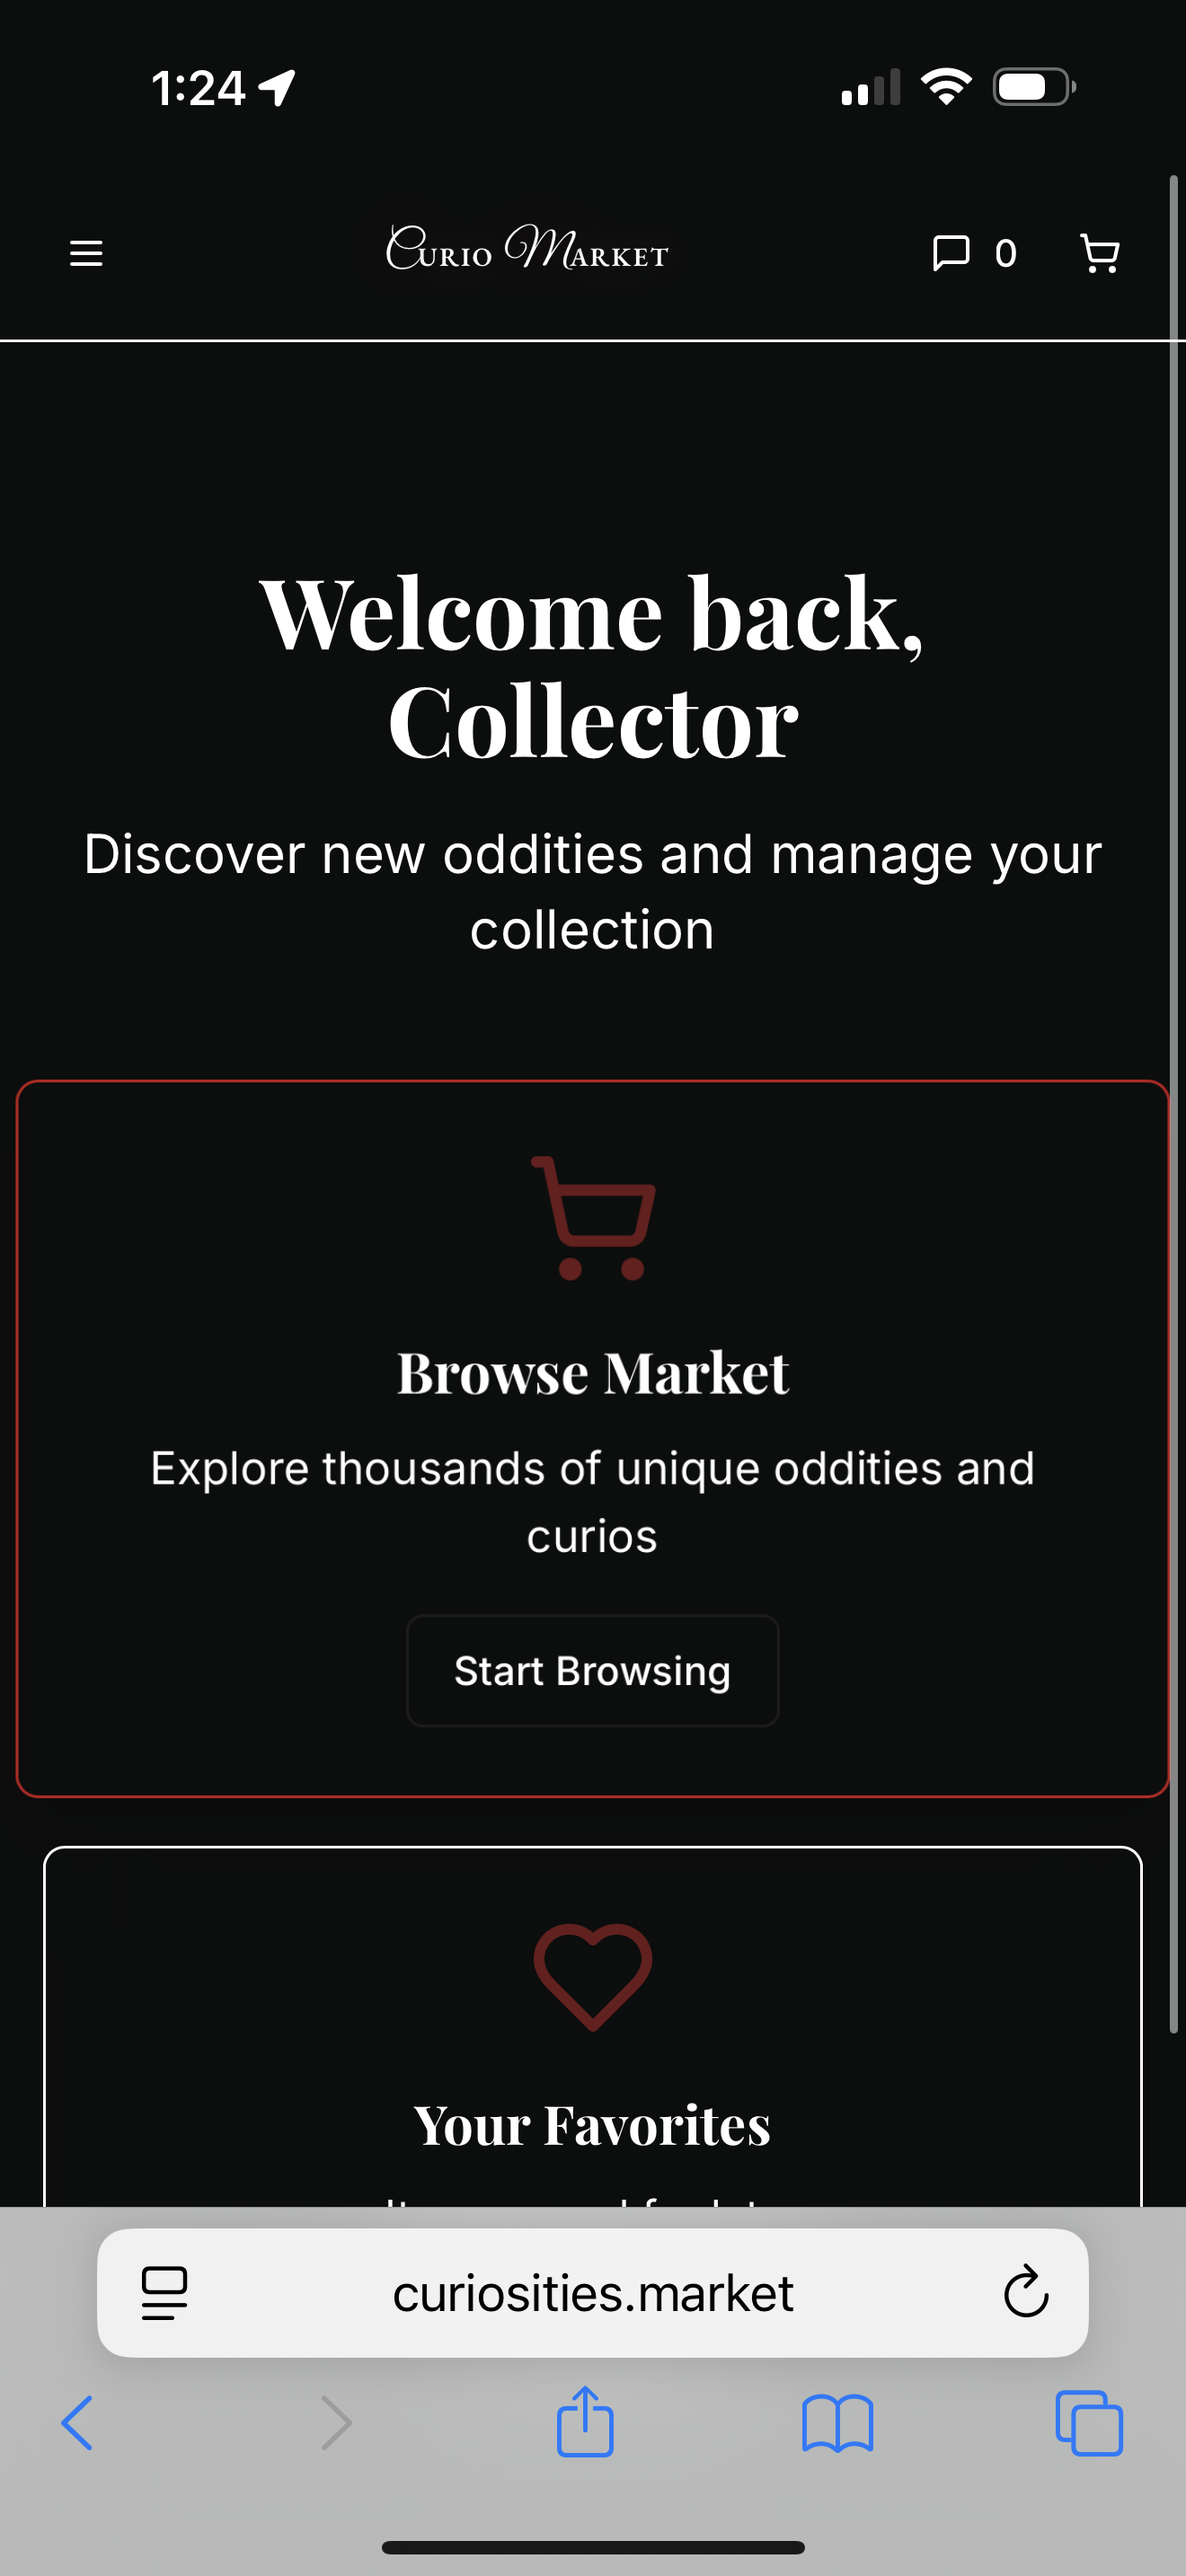 1:24
Curio Market
0
Welcome back,
Collector
Discover new oddities and manage your
collection
Browse Market
Explore thousands of unique oddities and
curios
Start Browsing
Your Favorites
curiosities.market